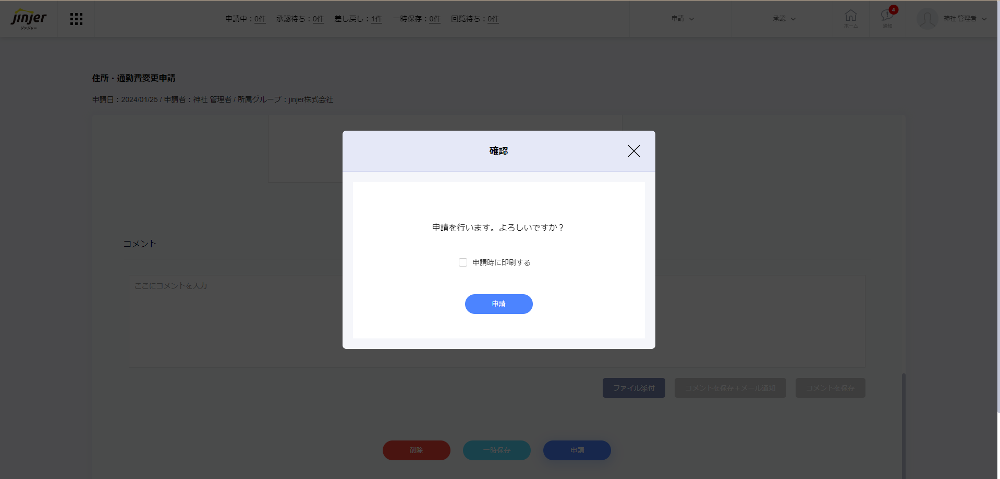 jinjer
ジンジャー
申請中：0件 承認待ち：0件 差し戻し：1件 一時保存：0件 回覧待ち：0件
申請
承認
ホーム
4
通知
神社 管理者
住所・通勤費変更申請
申請日：2024/01/25 / 申請者：神社 管理者 / 所属グループ：jinjer株式会社
確認
申請を行います。よろしいですか？
申請時に印刷する
申請
コメント
ここにコメントを入力
ファイル添付 コメントを保存＋メール通知 コメントを保存
削除 一時保存 申請